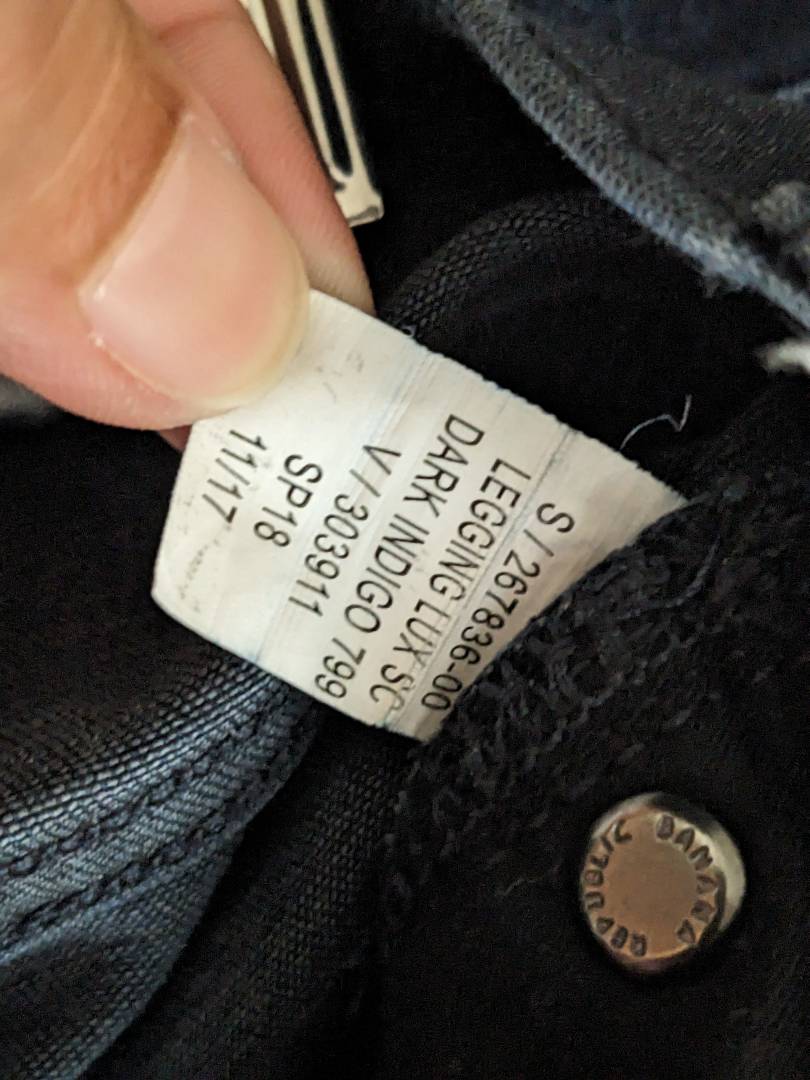 S / 267836-00
LEGGING LUX SC
DARK INDIGO 799
V / 303911
SP18
11/17
BANANA REPUBLIC